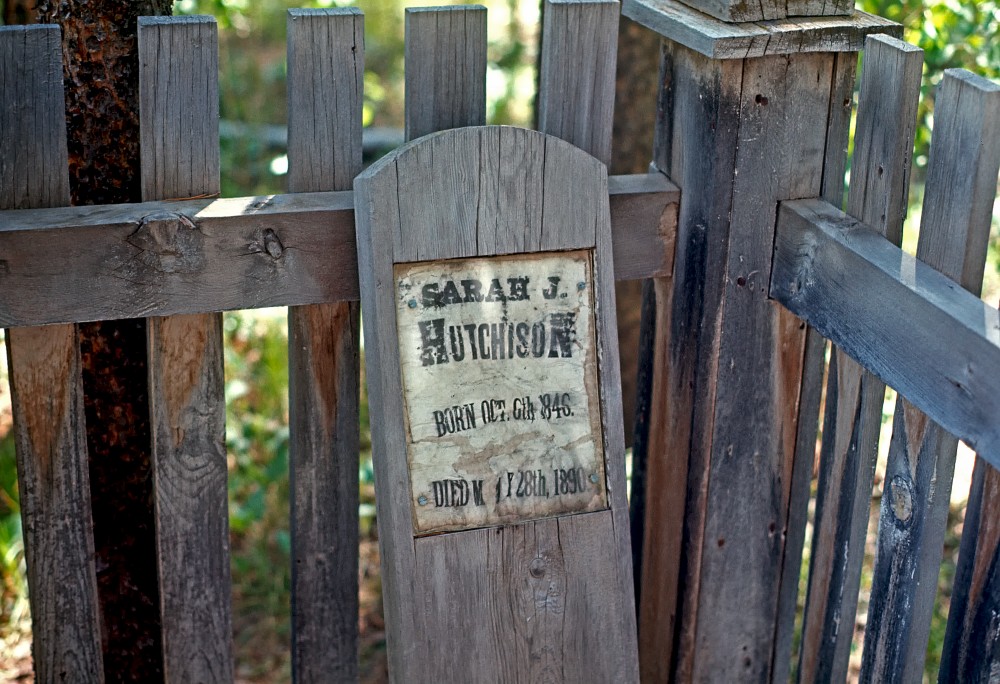 SARAH J.
HUTCHISON
BORN OCT. 6th, 1846.
DIED 28th, 1890